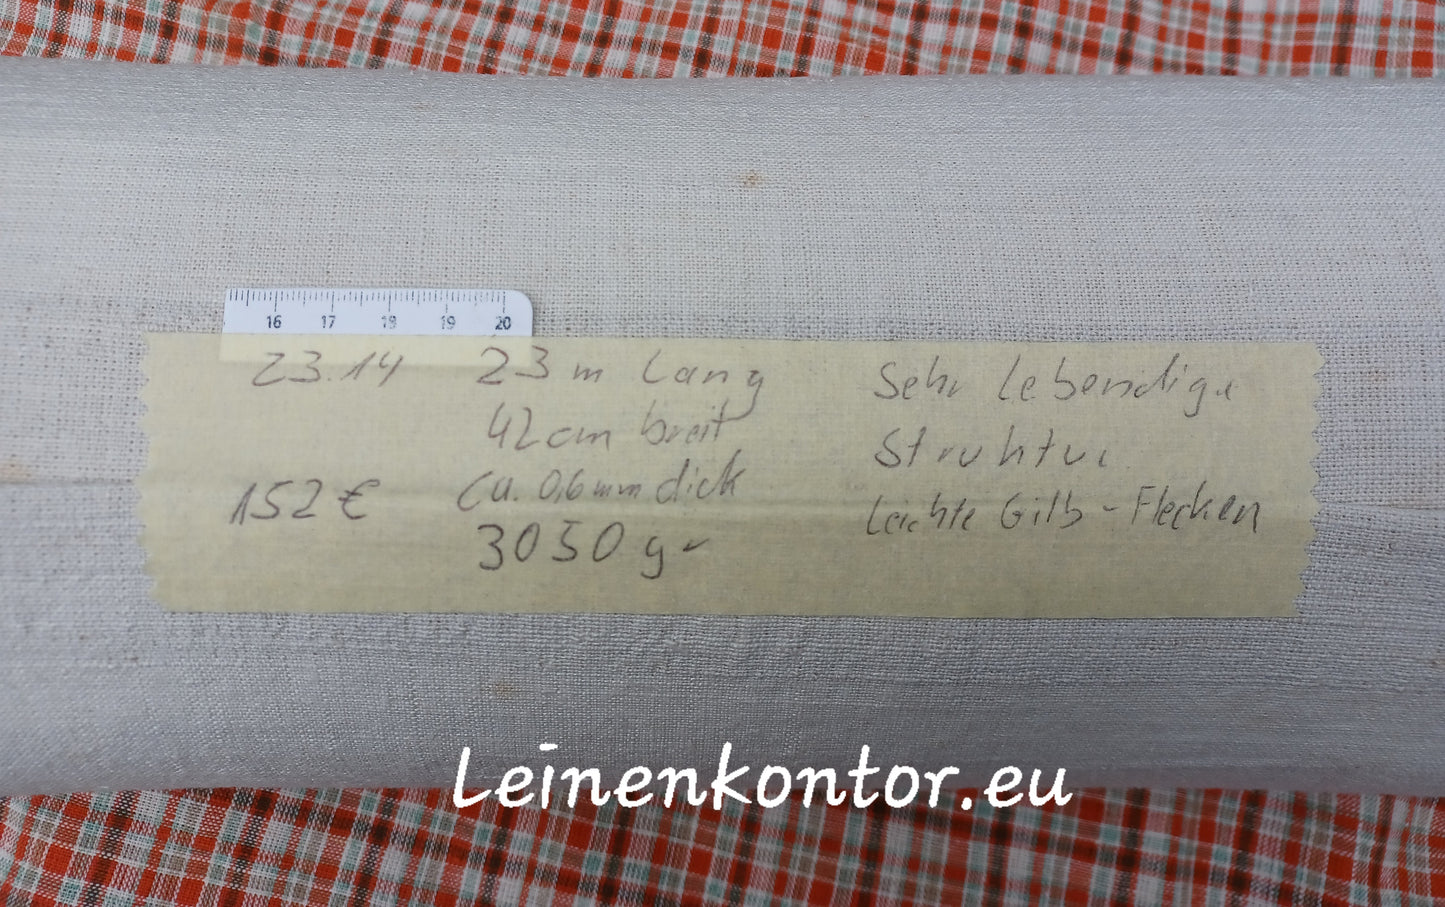 16 17 18 19 20
23.14
152 €
23 m lang
42 cm breit
ca. 0,6 mm dick
3050 gr
Sehr lebendige
Struktur
leichte Gilb-Flecken
Leinenkontor.eu